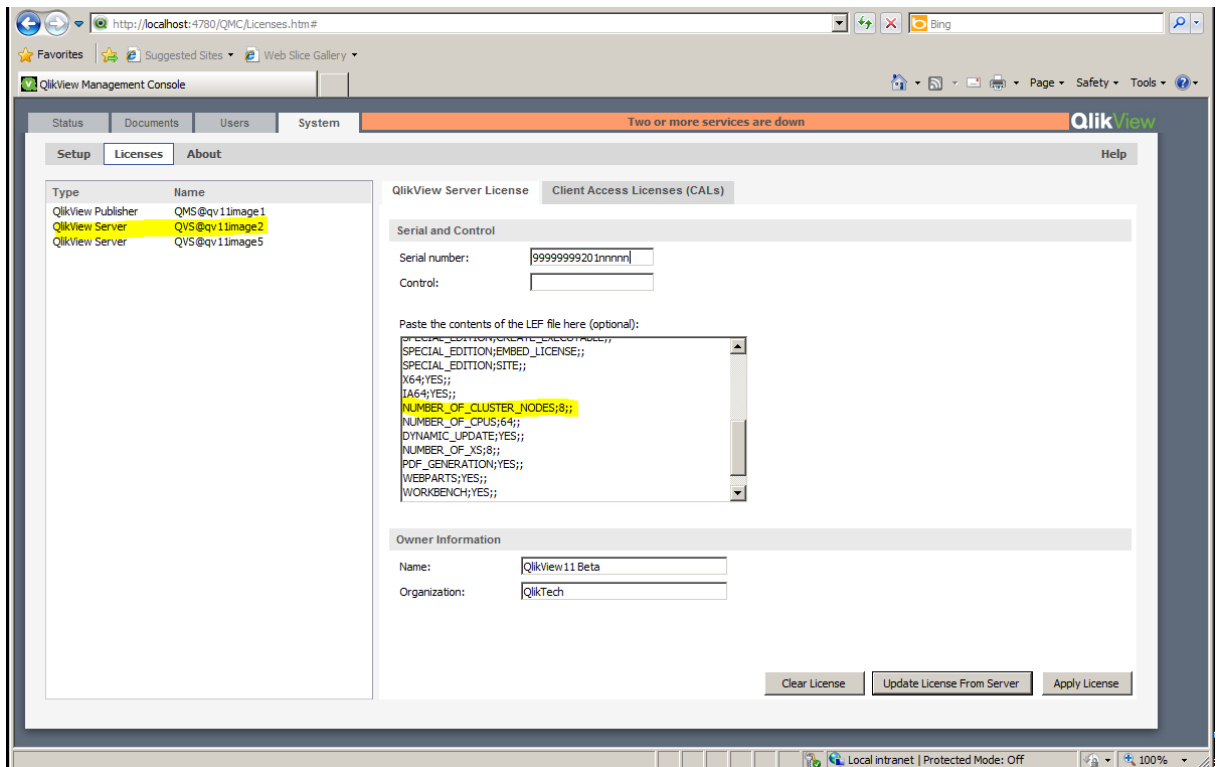 http://localhost:4780/QMC/Licenses.htm#
Bing
Favorites
Suggested Sites
Web Slice Gallery
QlikView Management Console
Page
Safety
Tools
Status
Documents
Users
System
Two or more services are down
QlikView
Setup
Licenses
About
Help
Type Name
QlikView Publisher QMS@qv11image1
QlikView Server QVS@qv11image2
QlikView Server QVS@qv11image5
QlikView Server License
Client Access Licenses (CALs)
Serial and Control
Serial number: 99999999201nnnnn
Control:
Paste the contents of the LEF file here (optional):
SPECIAL_EDITION;CREATE_EXECUTABLE;;
SPECIAL_EDITION;EMBED_LICENSE;;
SPECIAL_EDITION;SITE;;
X64;YES;;
IA64;YES;;
NUMBER_OF_CLUSTER_NODES;8;;
NUMBER_OF_CPUS;64;;
DYNAMIC_UPDATE;YES;;
NUMBER_OF_XS;8;;
PDF_GENERATION;YES;;
WEBPARTS;YES;;
WORKBENCH;YES;;
Owner Information
Name: QlikView11 Beta
Organization: QlikTech
Clear License
Update License From Server
Apply License
Local intranet | Protected Mode: Off
100%